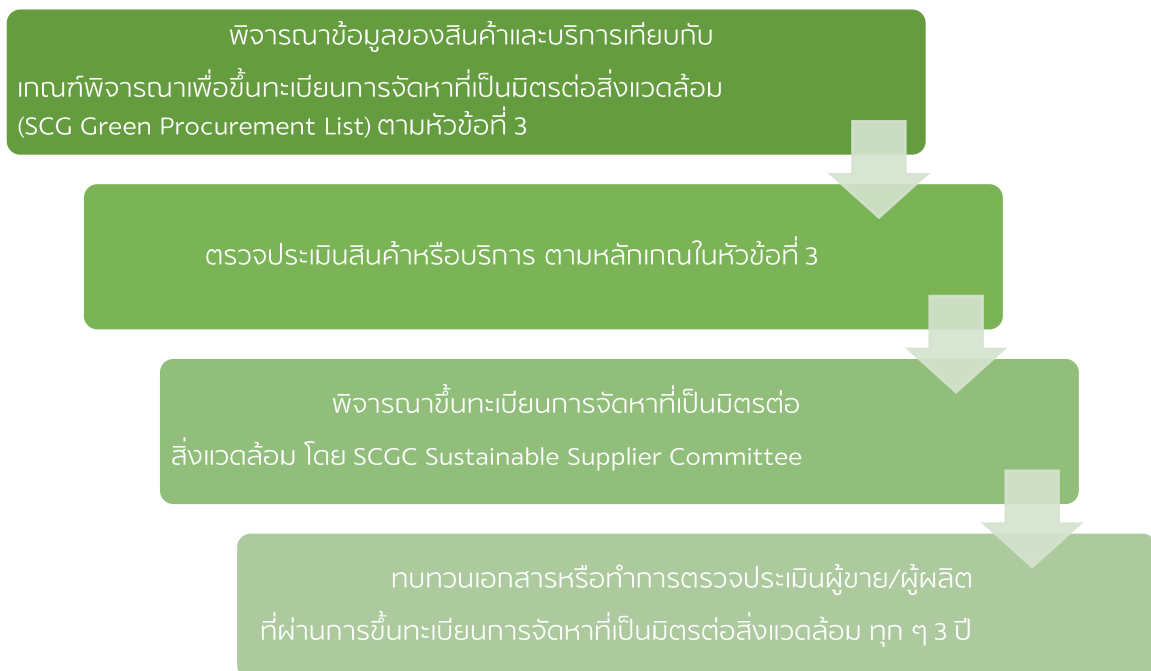 พิจารณาข้อมูลของสินค้าและบริการเทียบกับ
เกณฑ์พิจารณาเพื่อขึ้นทะเบียนการจัดหาที่เป็นมิตรต่อสิ่งแวดล้อม
(SCG Green Procurement List) ตามหัวข้อที่ 3
ตรวจประเมินสินค้าหรือบริการ ตามหลักเกณในหัวข้อที่ 3
พิจารณาขึ้นทะเบียนการจัดหาที่เป็นมิตรต่อ
สิ่งแวดล้อม โดย SCGC Sustainable Supplier Committee
ทบทวนเอกสารหรือทำการตรวจประเมินผู้ขาย/ผู้ผลิต
ที่ผ่านการขึ้นทะเบียนการจัดหาที่เป็นมิตรต่อสิ่งแวดล้อม ทุก ๆ 3 ปี